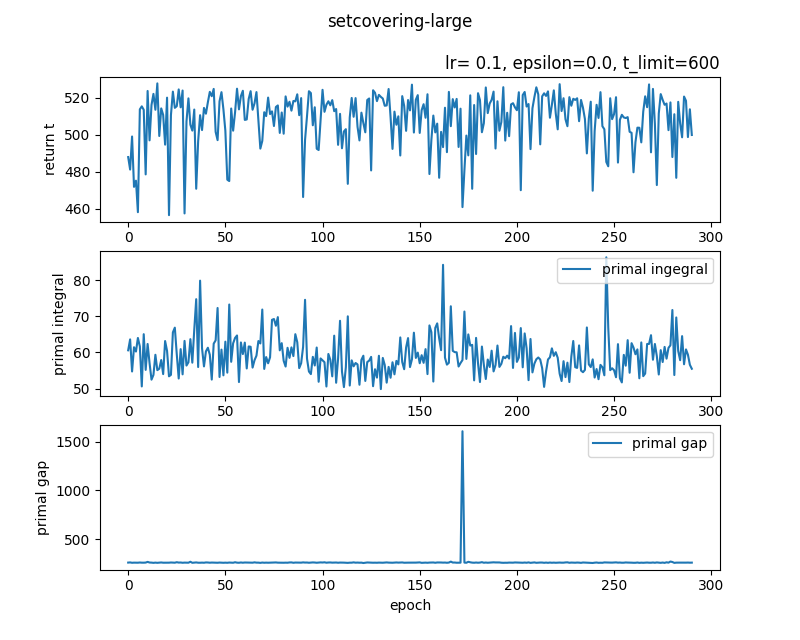 setcovering-large
lr= 0.1, epsilon=0.0, t_limit=600
return t
520
500
480
460
0 50 100 150 200 250 300
primal integral
primal ingegral
80
70
60
50
0 50 100 150 200 250 300
primal gap
primal gap
1500
1000
500
0 50 100 150 200 250 300
epoch